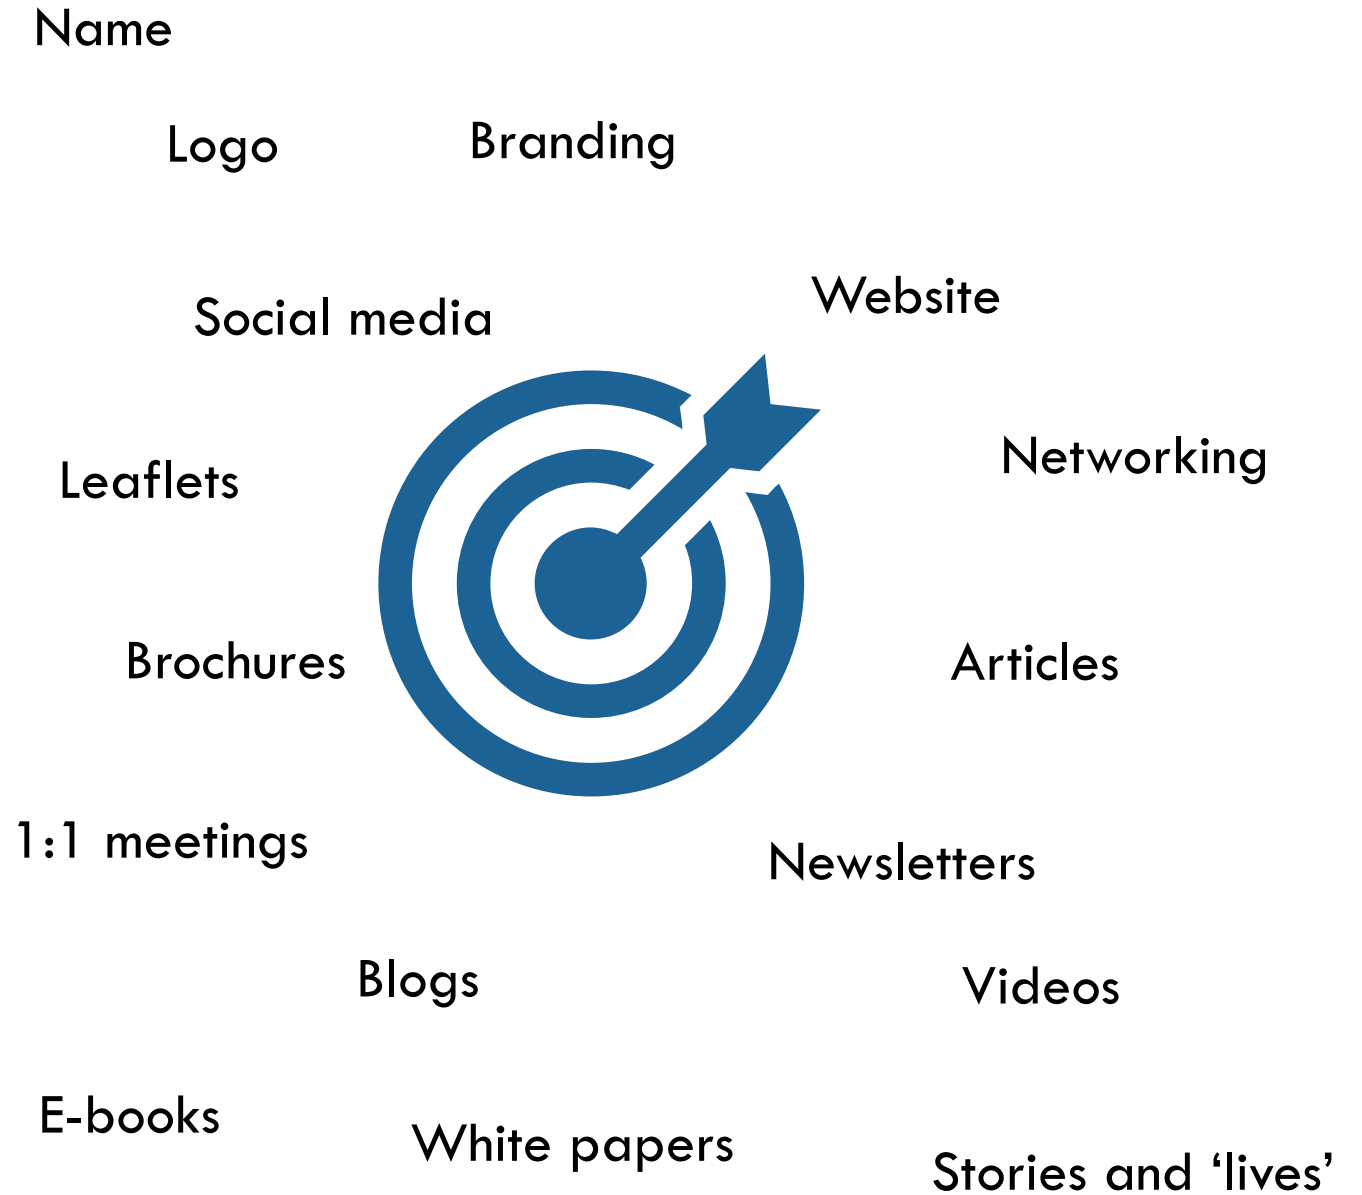 Name
Logo
Branding
Social media
Website
Leaflets
Networking
Brochures
Articles
1:1 meetings
Newsletters
Blogs
Videos
E-books
White papers
Stories and ‘lives’